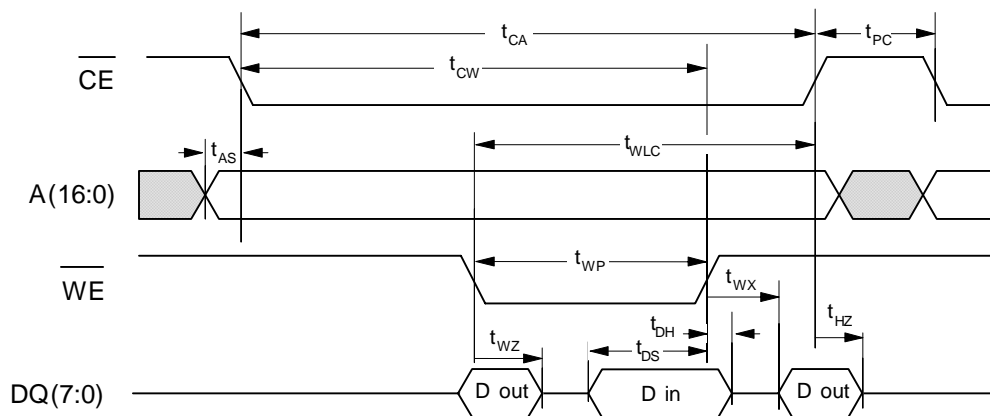 tCA
tPC
CE
tCW
tAS
tWLC
A(16:0)
WE
tWP
tWX
tHZ
tDH
tWZ
tDS
DQ(7:0)
D out
D in
D out